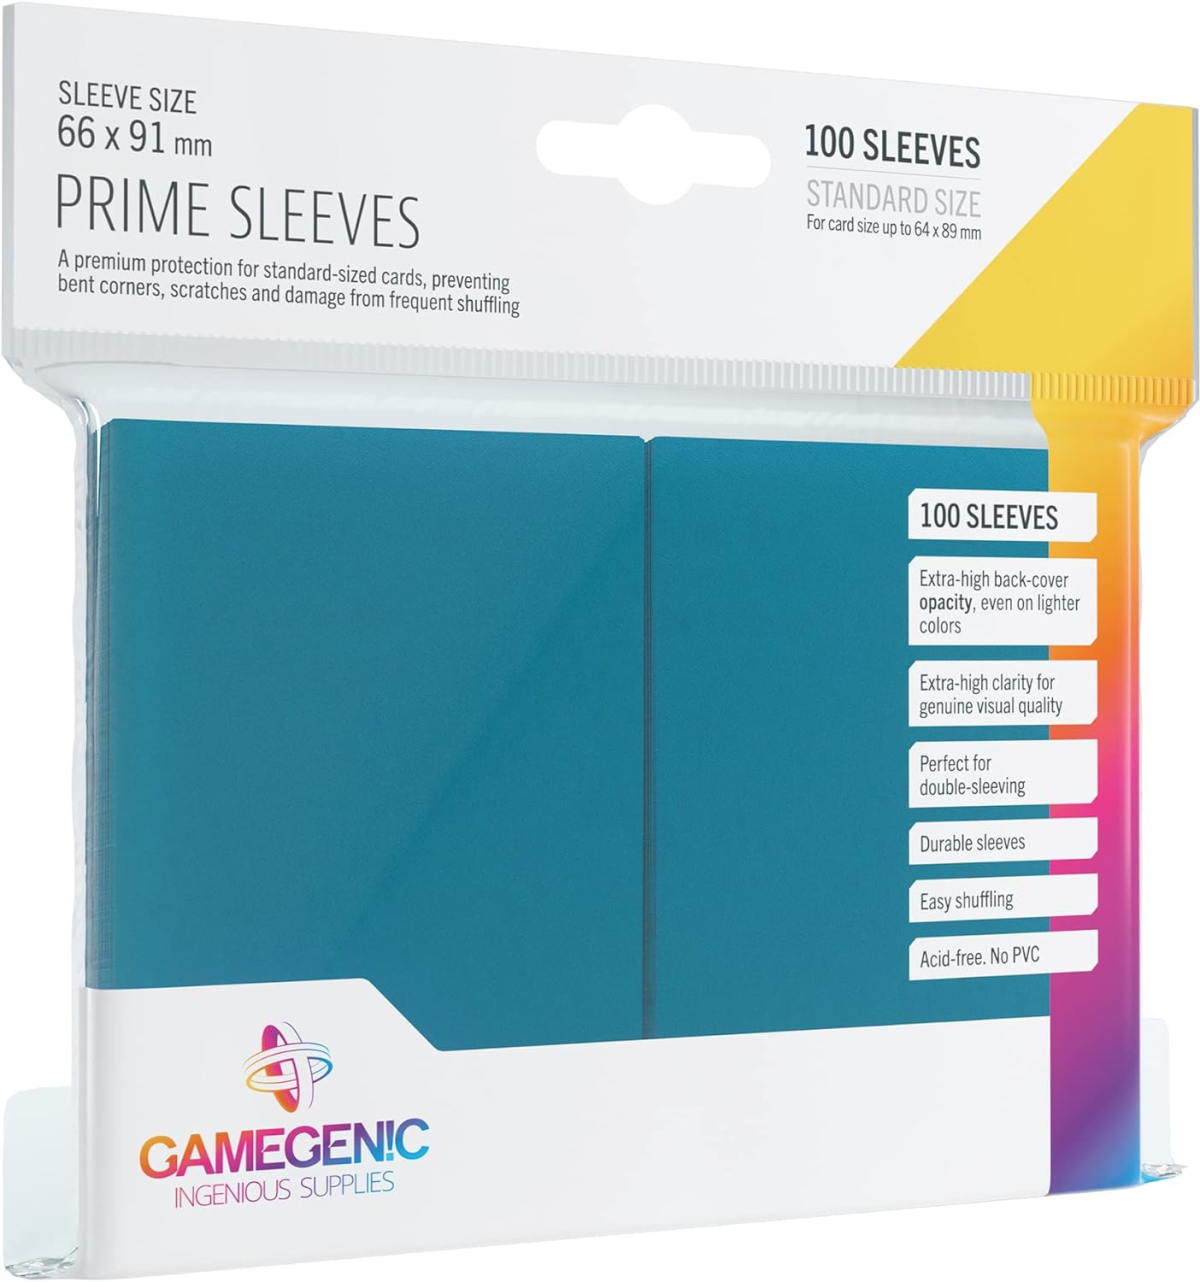 SLEEVE SIZE
66 x 91 mm
PRIME SLEEVES
A premium protection for standard-sized cards, preventing
bent corners, scratches and damage from frequent shuffling
100 SLEEVES
STANDARD SIZE
For card size up to 64 x 89 mm
100 SLEEVES
Extra-high back-cover
opacity, even on lighter
colors
Extra-high clarity for
genuine visual quality
Perfect for
double-sleeving
Durable sleeves
Easy shuffling
Acid-free. No PVC
GAMEGEN!C
INGENIOUS SUPPLIES